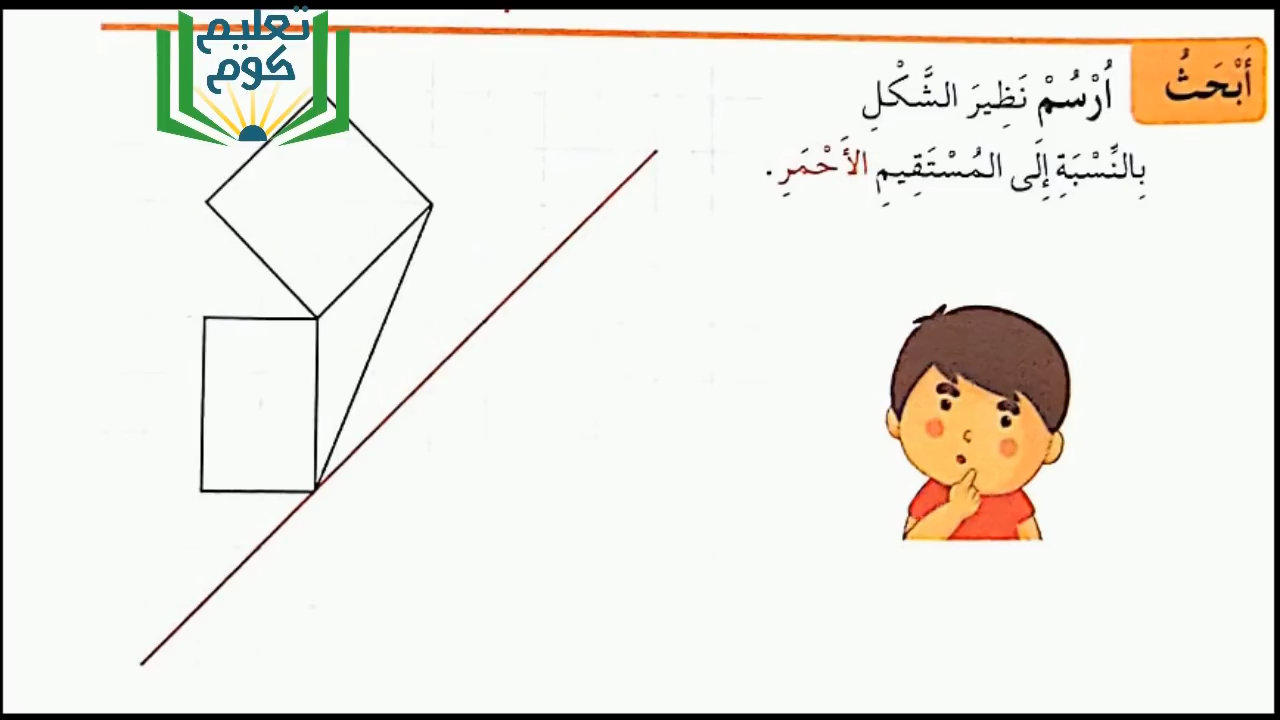 تعليم
كوم
أَبْحَثُ
اُرْسُمْ نَظِيرَ الشَّكْلِ
بِالنِّسْبَةِ إِلَى المُسْتَقِيمِ الأَحْمَرِ.